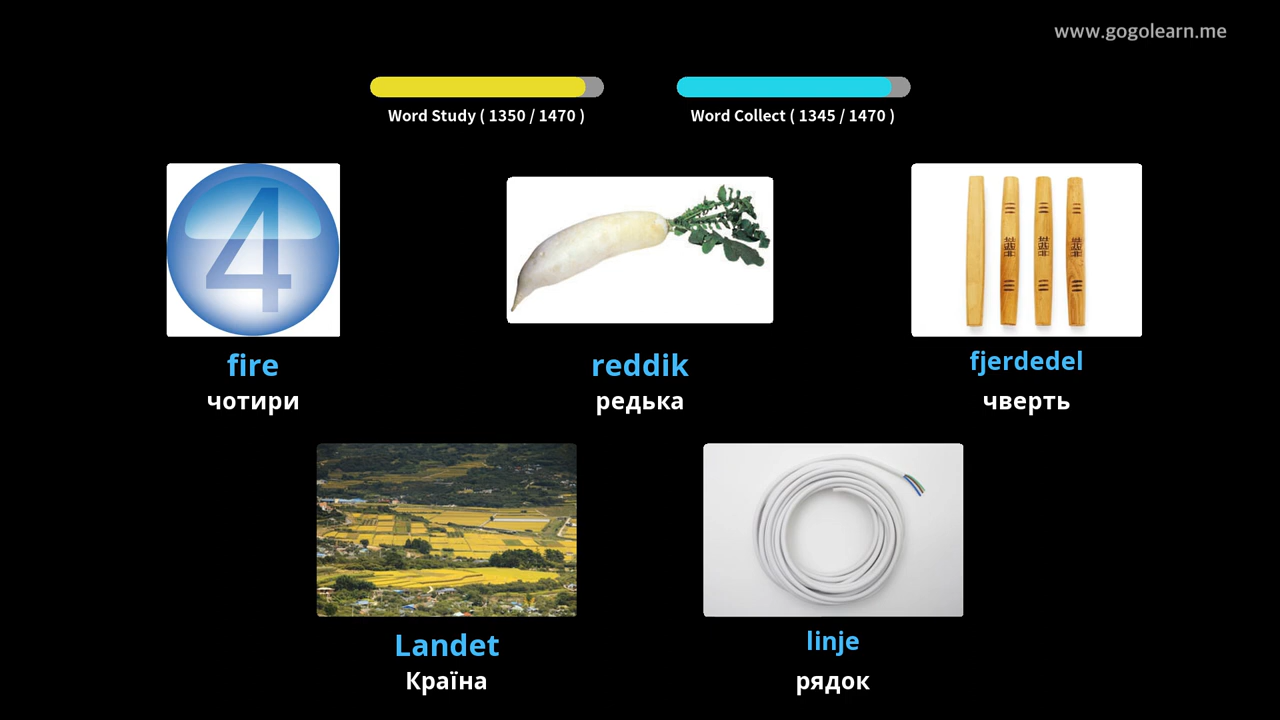 www.gogolearn.me
Word Study ( 1350 / 1470 )
Word Collect ( 1345 / 1470 )
4
fire
чотири
reddik
редька
fjerdedel
чверть
Landet
Країна
linje
рядок